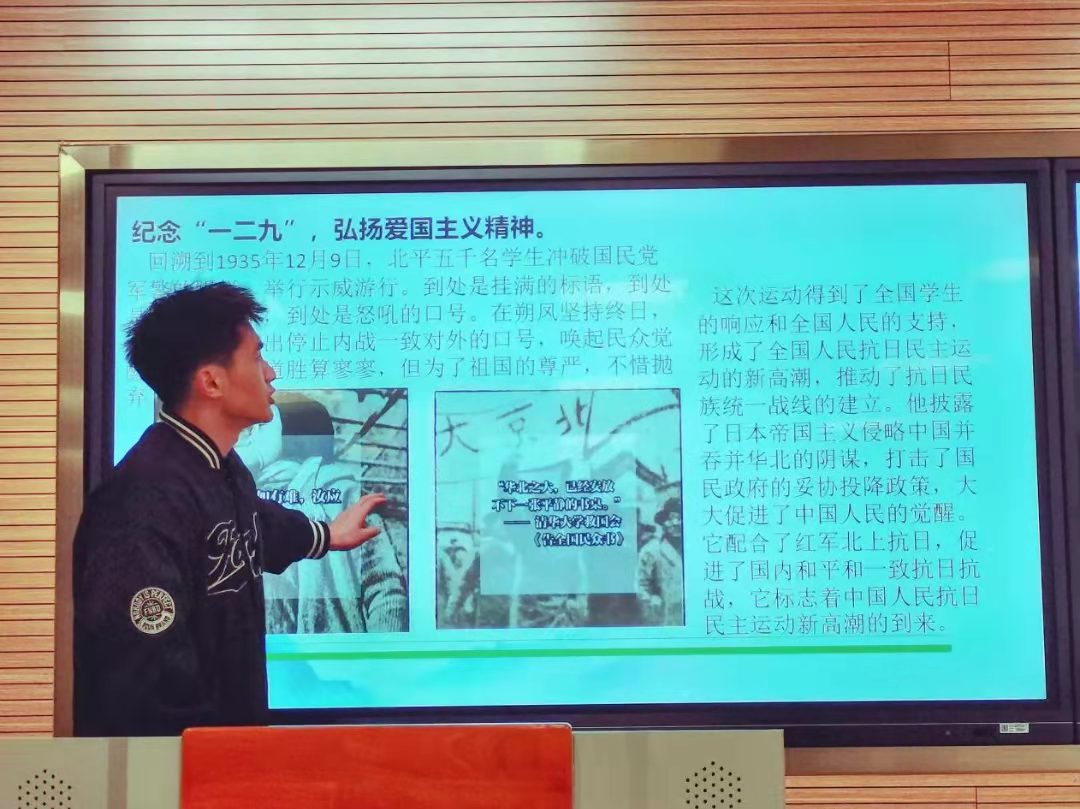 纪念“一二九”，弘扬爱国主义精神。
回溯到1935年12月9日，北平五千名学生冲破国民党
军警 举行示威游行。到处是挂满的标语，到处
到处是怒吼的口号。在朔风坚持终日，
出停止内战一致对外的口号，唤起民众觉
胜算寥寥，但为了祖国的尊严，不惜抛
弃
有难，汝应
大京北
“华北之大，已经安放
不下一张平静的书桌。”
—— 清华大学救国会
《告全国民众书》
这次运动得到了全国学生
的响应和全国人民的支持，
形成了全国人民抗日民主运
动的新高潮，推动了抗日民
族统一战线的建立。他披露
了日本帝国主义侵略中国并
吞并华北的阴谋，打击了国
民政府的妥协投降政策，大
大促进了中国人民的觉醒。
它配合了红军北上抗日，促
进了国内和平和一致抗日抗
战，它标志着中国人民抗日
民主运动新高潮的到来。
NOBODY IS PERFECT